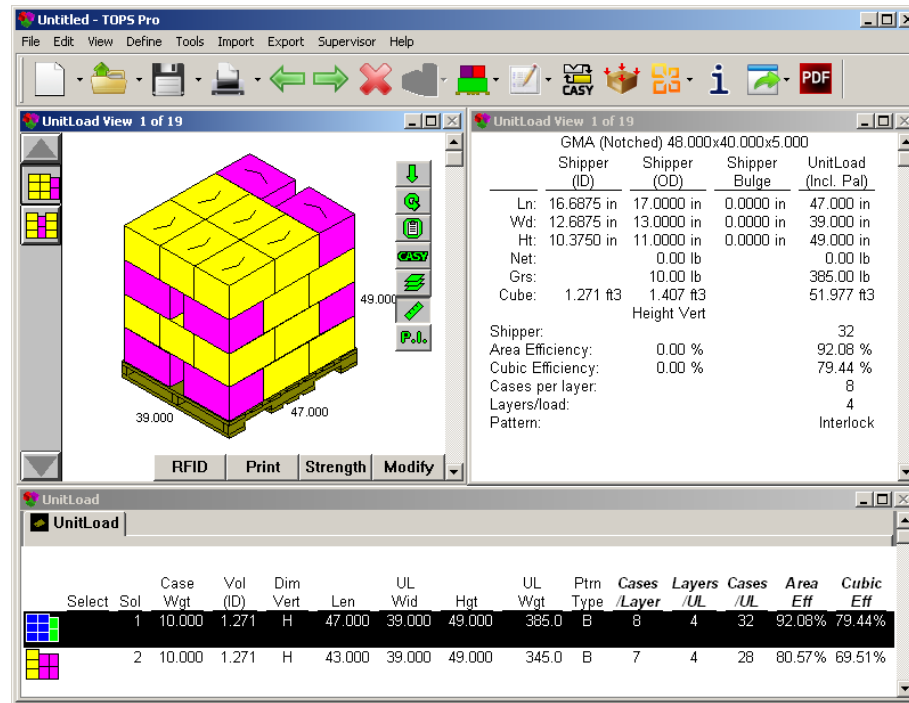 Untitled - TOPS Pro
File Edit View Define Tools Import Export Supervisor Help
CASY
i
PDF
UnitLoad View 1 of 19
CASY
P.I.
49.000
39.000
47.000
RFID Print Strength Modify
UnitLoad View 1 of 19
GMA (Notched) 48.000x40.000x5.000
Shipper Shipper Shipper UnitLoad
(ID) (OD) Bulge (Incl. Pal)
Ln: 16.6875 in 17.0000 in 0.0000 in 47.000 in
Wd: 12.6875 in 13.0000 in 0.0000 in 39.000 in
Ht: 10.3750 in 11.0000 in 0.0000 in 49.000 in
Net: 0.00 lb 0.00 lb
Grs: 10.00 lb 385.00 lb
Cube: 1.271 ft3 1.407 ft3 51.977 ft3
Height Vert
Shipper: 32
Area Efficiency: 0.00 % 92.08 %
Cubic Efficiency: 0.00 % 79.44 %
Cases per layer: 8
Layers/load: 4
Pattern: Interlock
UnitLoad
UnitLoad
Case Vol Dim UL UL Ptrn Cases Layers Cases Area Cubic
Select Sol Wgt (ID) Vert Len Wid Hgt Wgt Type /Layer /UL /UL Eff Eff
1 10.000 1.271 H 47.000 39.000 49.000 385.0 B 8 4 32 92.08% 79.44%
2 10.000 1.271 H 43.000 39.000 49.000 345.0 B 7 4 28 80.57% 69.51%